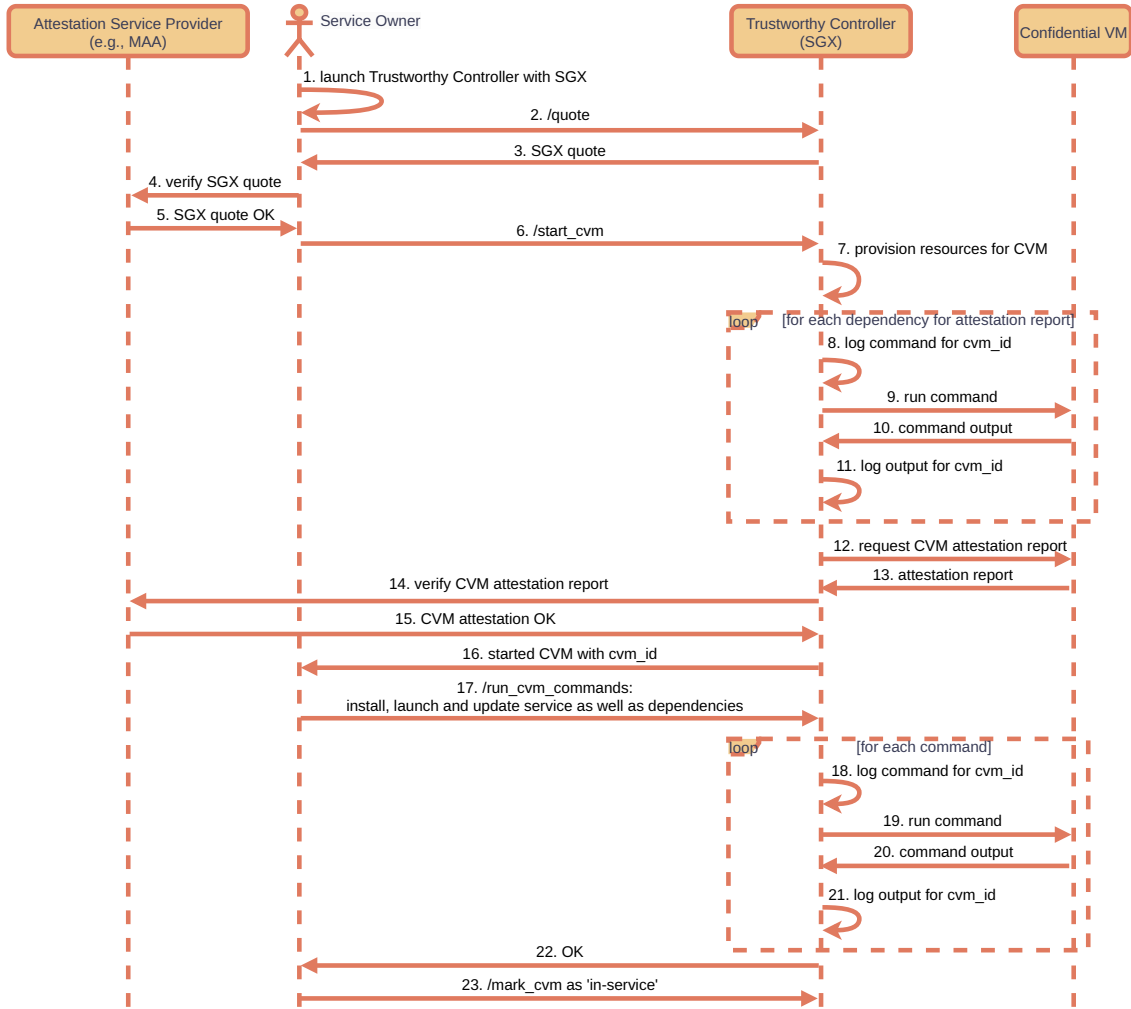 Attestation Service Provider
(e.g., MAA)
Service Owner
Trustworthy Controller
(SGX)
Confidential VM
1. launch Trustworthy Controller with SGX
2. /quote
3. SGX quote
4. verify SGX quote
5. SGX quote OK
6. /start_cvm
7. provision resources for CVM
loop
[for each dependency for attestation report]
8. log command for cvm_id
9. run command
10. command output
11. log output for cvm_id
12. request CVM attestation report
13. attestation report
14. verify CVM attestation report
15. CVM attestation OK
16. started CVM with cvm_id
17. /run_cvm_commands:
install, launch and update service as well as dependencies
loop
[for each command]
18. log command for cvm_id
19. run command
20. command output
21. log output for cvm_id
22. OK
23. /mark_cvm as 'in-service'